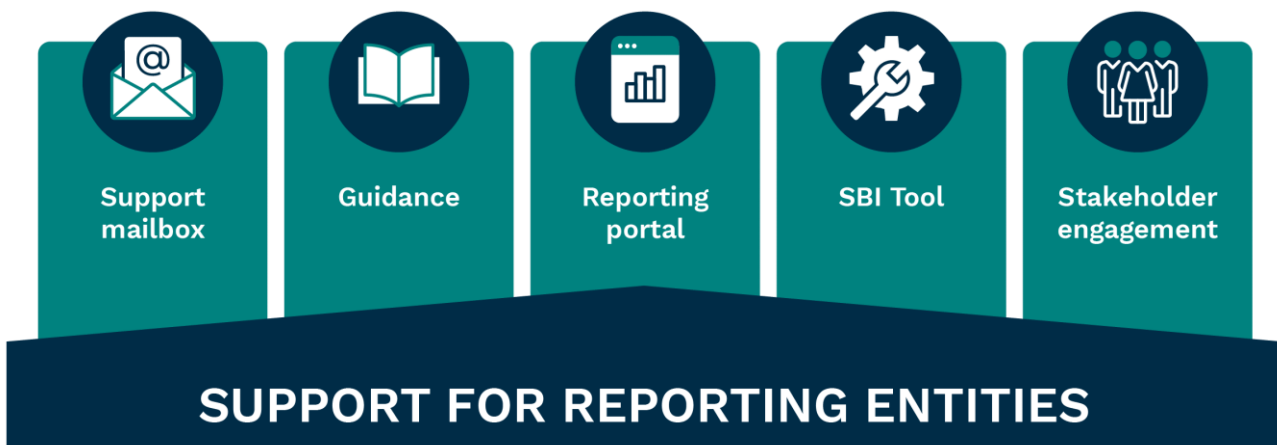 @
Support
mailbox
Guidance
Reporting
portal
SBI Tool
Stakeholder
engagement
SUPPORT FOR REPORTING ENTITIES